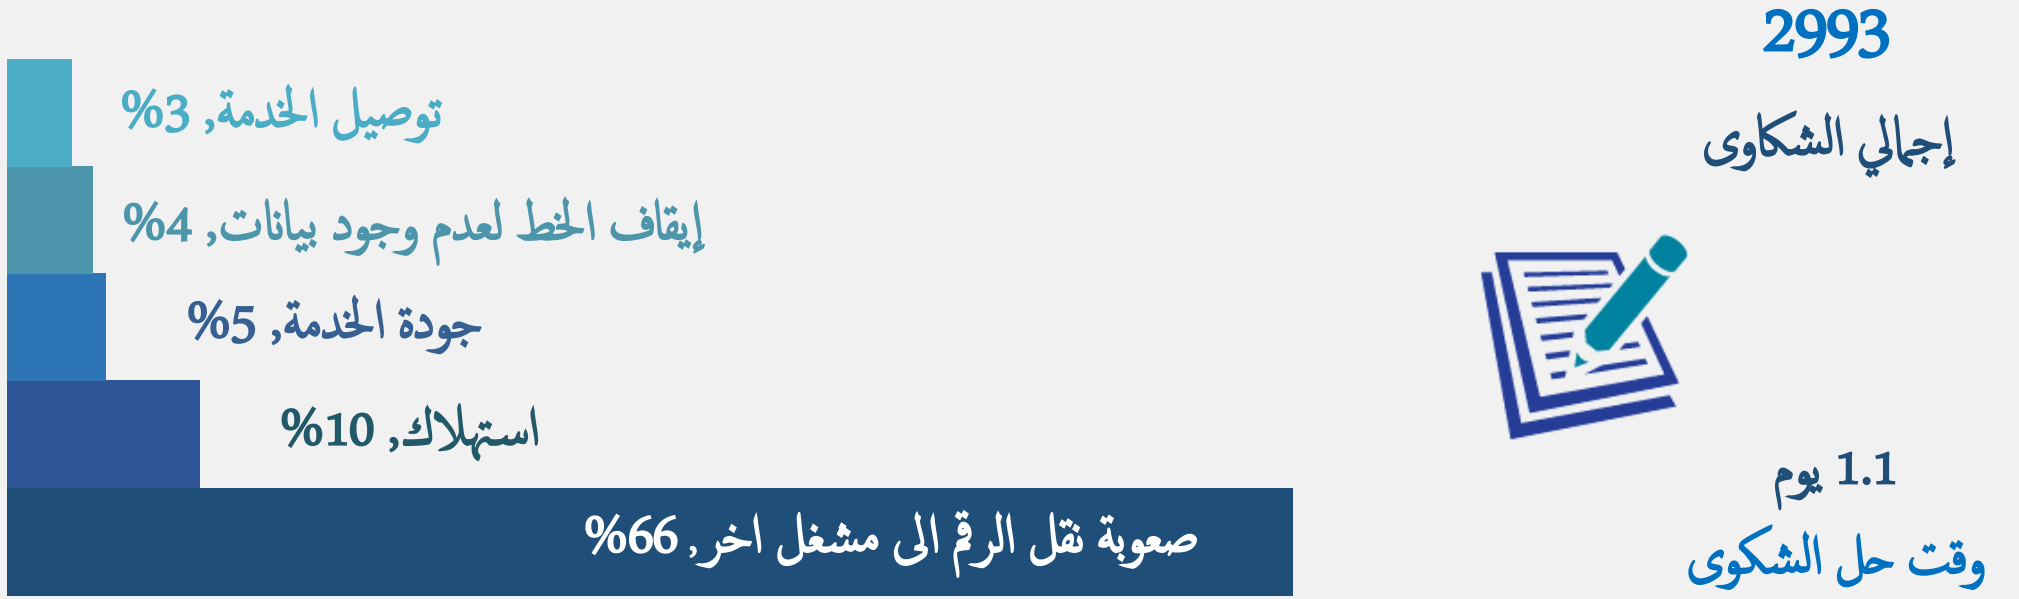 2993
إجمالي الشكاوى
1.1 يوم
وقت حل الشكوى
توصيل الخدمة, 3%
إيقاف الخط لعدم وجود بيانات, 4%
جودة الخدمة, 5%
استهلاك, 10%
صعوبة نقل الرقم الى مشغل اخر, 66%